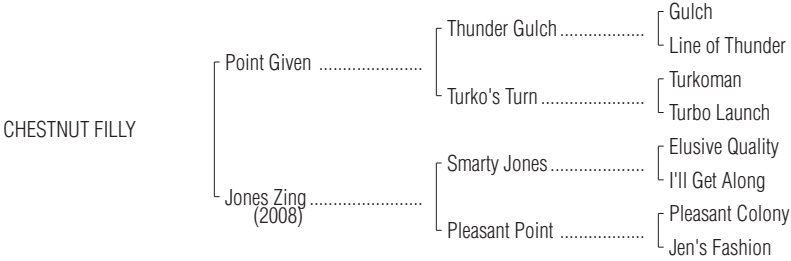 Gulch
Thunder Gulch ..................
Line of Thunder
Point Given ......................
Turkoman
Turko's Turn ......................
Turbo Launch
CHESTNUT FILLY
Elusive Quality
Smarty Jones ....................
I'll Get Along
Jones Zing ........................
(2008)
Pleasant Colony
Pleasant Point ..................
Jen's Fashion